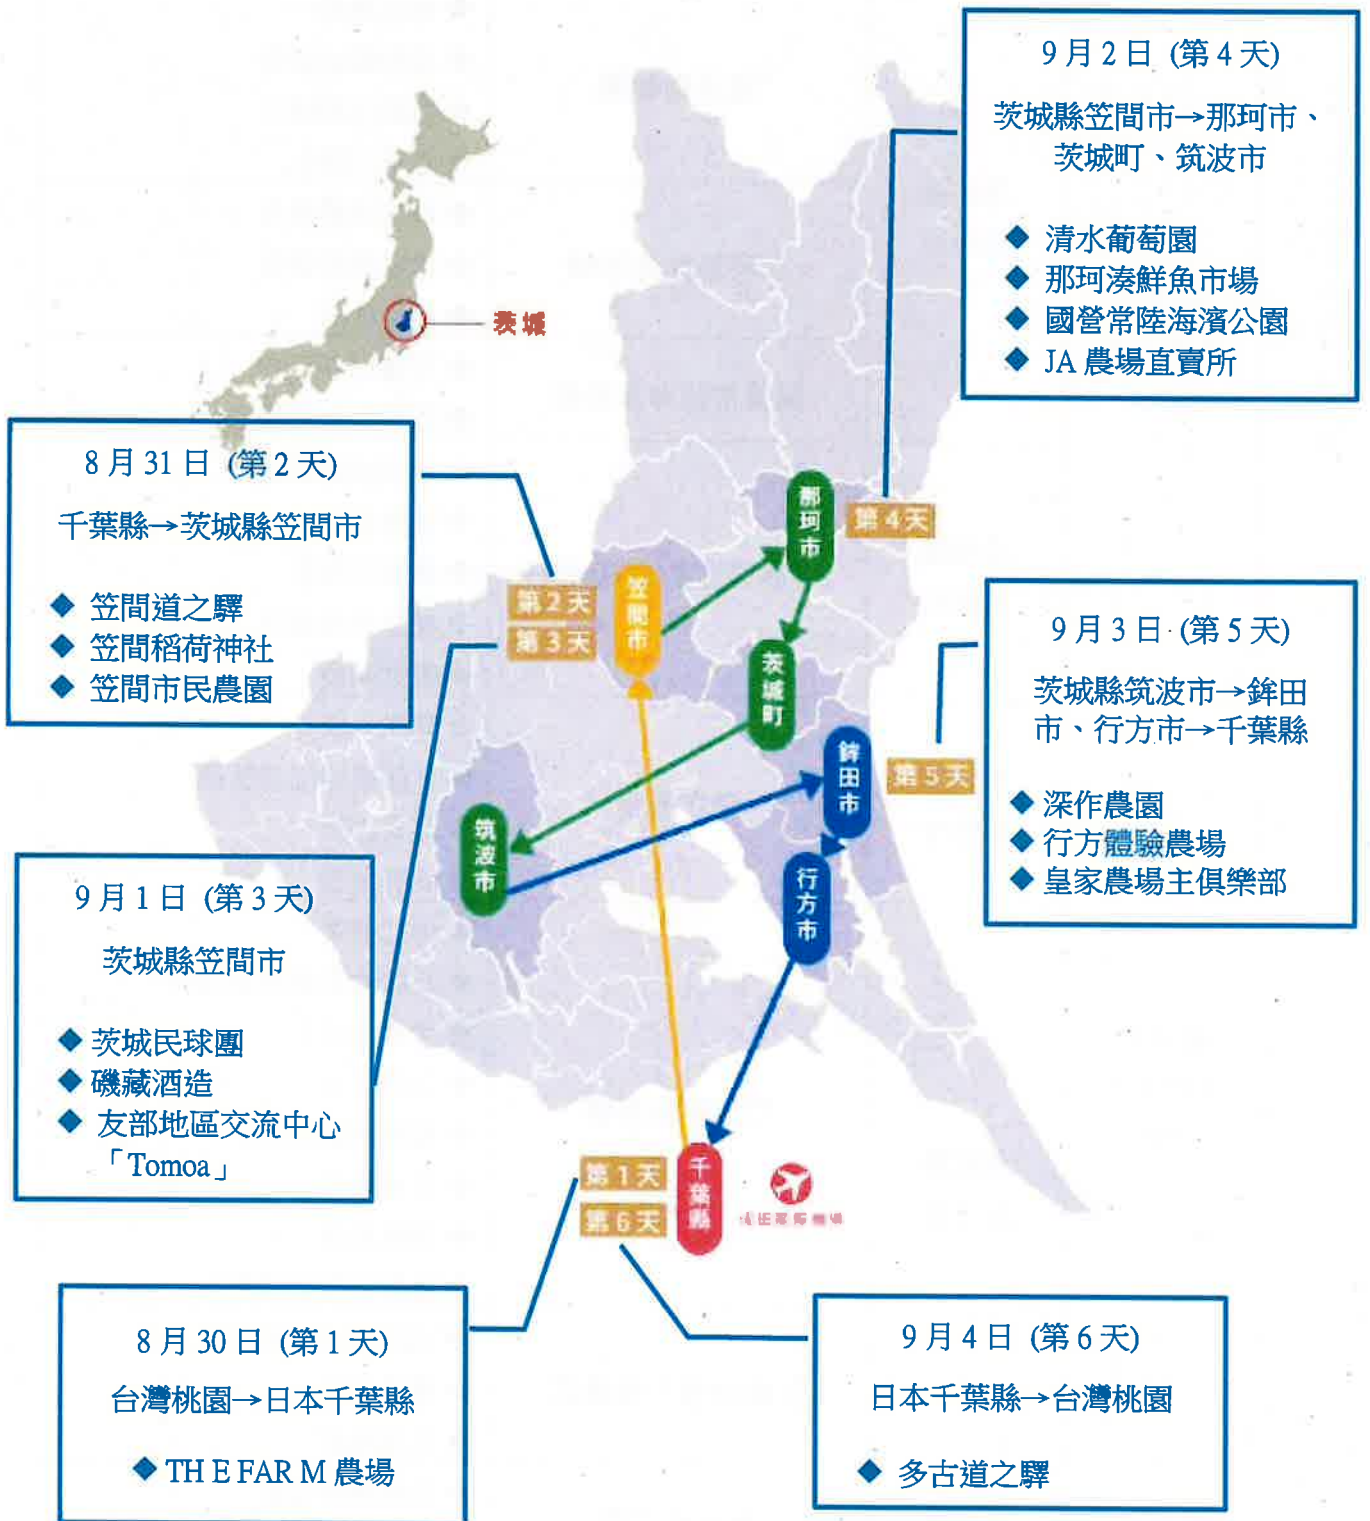 9月2日 (第4天)
茨城縣笠間市→那珂市、
茨城町、筑波市
◆ 清水葡萄園
◆ 那珂湊鮮魚市場
◆ 國營常陸海濱公園
◆ JA 農場直賣所
茨城
8月31日 (第2天)
千葉縣→茨城縣笠間市
◆ 笠間道之驛
◆ 笠間稻荷神社
◆ 笠間市民農園
那珂市
第4天
笠間市
第2天
第3天
茨城町
9月3日 (第5天)
茨城縣筑波市→鉾田
市、行方市→千葉縣
◆ 深作農園
◆ 行方體驗農場
◆ 皇家農場主俱樂部
鉾田市
第5天
筑波市
行方市
9月1日 (第3天)
茨城縣笠間市
◆ 茨城民球團
◆ 磯藏酒造
◆ 友部地區交流中心
「Tomoa」
第1天
第6天
千葉縣
8月30日 (第1天)
台灣桃園→日本千葉縣
◆ TH E FAR M 農場
9月4日 (第6天)
日本千葉縣→台灣桃園
◆ 多古道之驛